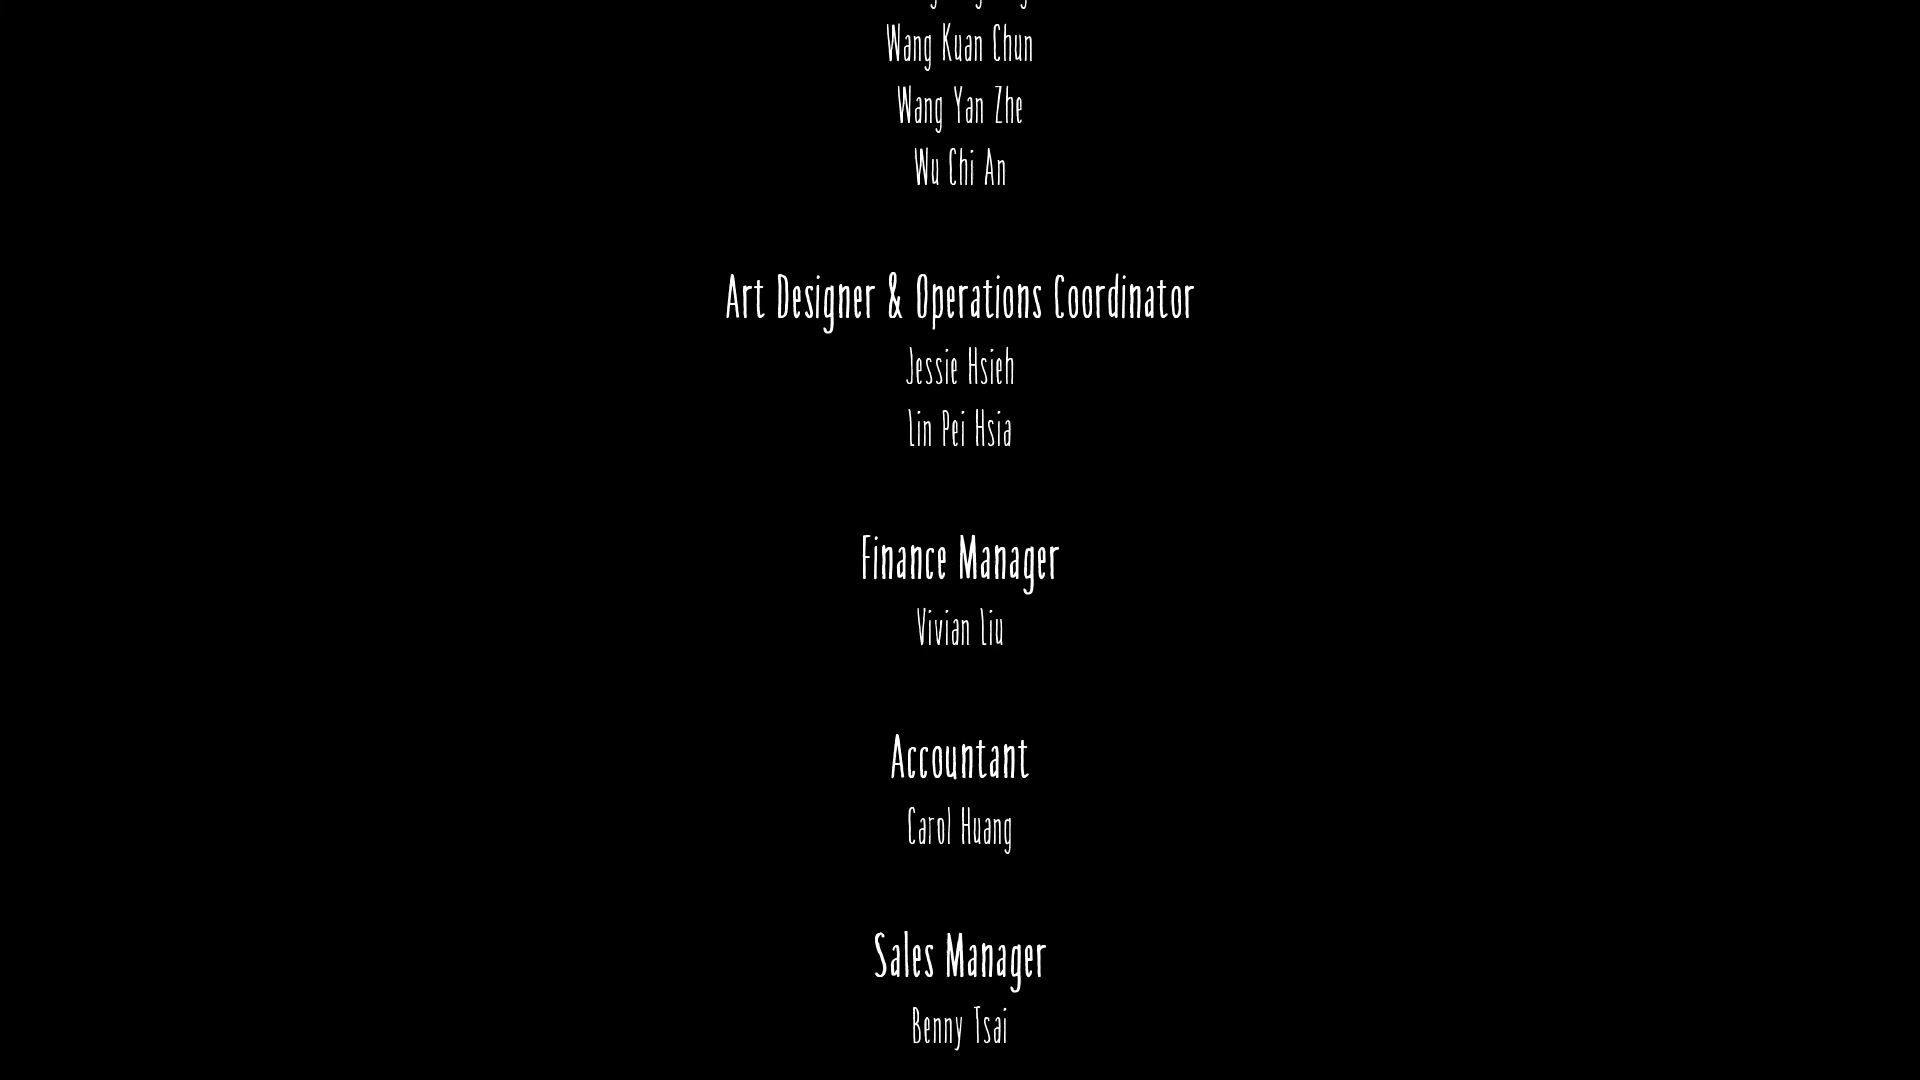 Wang Kuan Chun
Wang Yan Zhe
Wu Chi An
Art Designer & Operations Coordinator
Jessie Hsieh
Lin Pei Hsia
Finance Manager
Vivian Liu
Accountant
Carol Huang
Sales Manager
Benny Tsai